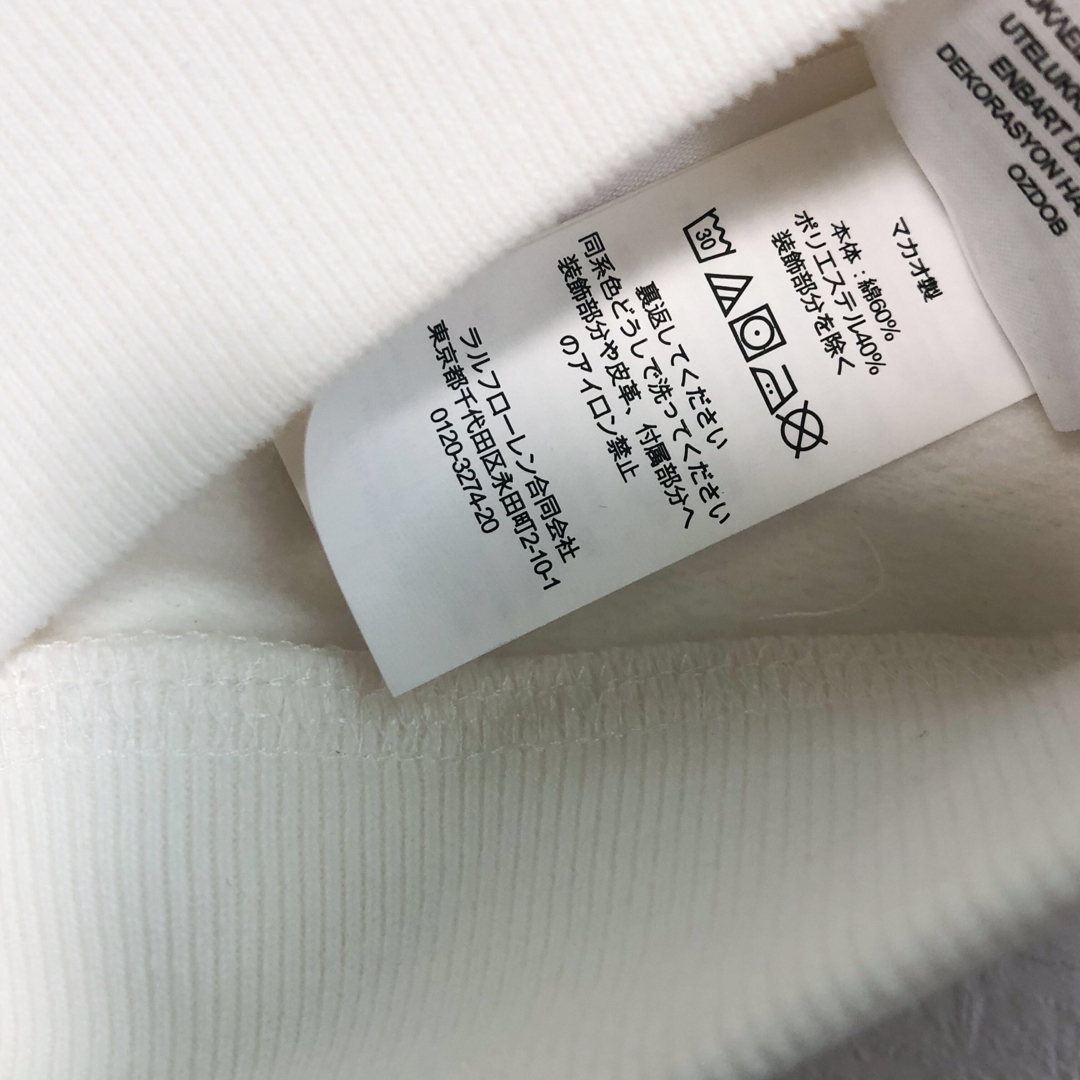 マカオ製
本体：綿60%
ポリエステル40%
装飾部分を除く
30
裏返してください
同系色どうしで洗ってください
装飾部分や皮革、付属部分へ
のアイロン禁止
ラルフローレン合同会社
東京都千代田区永田町2-10-1
0120-3274-20
UTELUKK
ENBART D
DEKORASYON HA
OZDOB